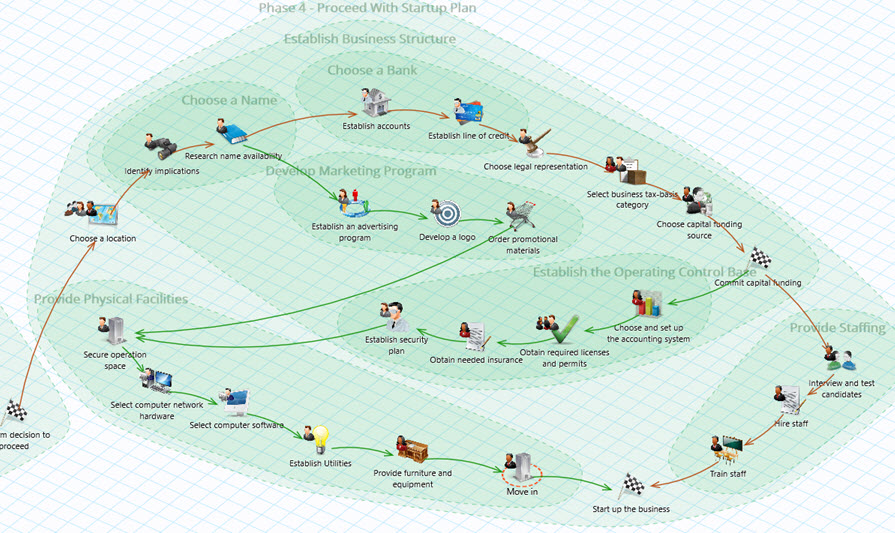 Phase 4 - Proceed With Startup Plan
Establish Business Structure
Choose a Bank
Choose a Name
Establish accounts
Establish line of credit
Research name availability
Identify implications
Choose legal representation
Develop Marketing Program
Select business tax-basis
category
Choose capital funding
source
Choose a location
Establish an advertising
program
Develop a logo
Order promotional
materials
Commit capital funding
Establish the Operating Control Base
Provide Physical Facilities
Provide Staffing
Choose and set up
the accounting system
Establish security
plan
Obtain needed insurance
Obtain required licenses
and permits
Secure operation
space
Interview and test
candidates
Select computer network
hardware
Select computer software
Hire staff
decision to
proceed
Establish Utilities
Provide furniture and
equipment
Move in
Train staff
Start up the business